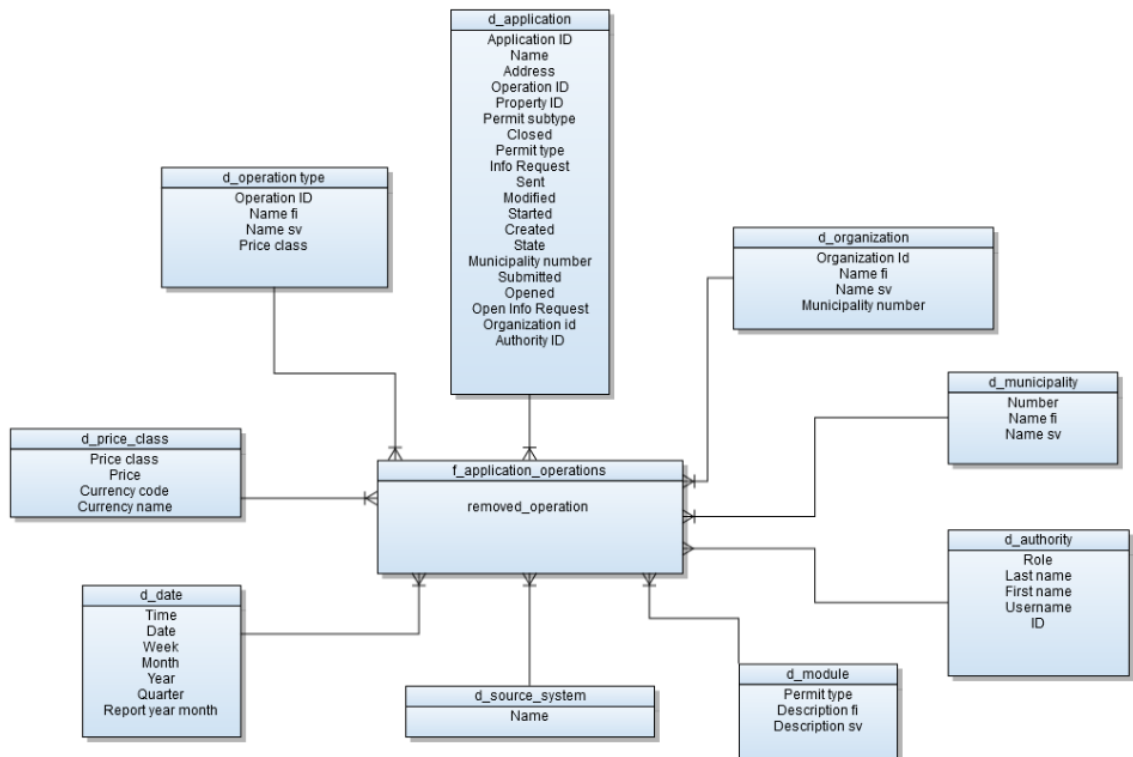 d_application
Application ID
Name
Address
Operation ID
Property ID
Permit subtype
Closed
Permit type
Info Request
Sent
Modified
Started
Created
State
Municipality number
Submitted
Opened
Open Info Request
Organization id
Authority ID
d_operation type
Operation ID
Name fi
Name sv
Price class
d_organization
Organization Id
Name fi
Name sv
Municipality number
d_municipality
Number
Name fi
Name sv
d_price_class
Price class
Price
Currency code
Currency name
f_application_operations
removed_operation
d_authority
Role
Last name
First name
Username
ID
d_date
Time
Date
Week
Month
Year
Quarter
Report year month
d_source_system
Name
d_module
Permit type
Description fi
Description sv